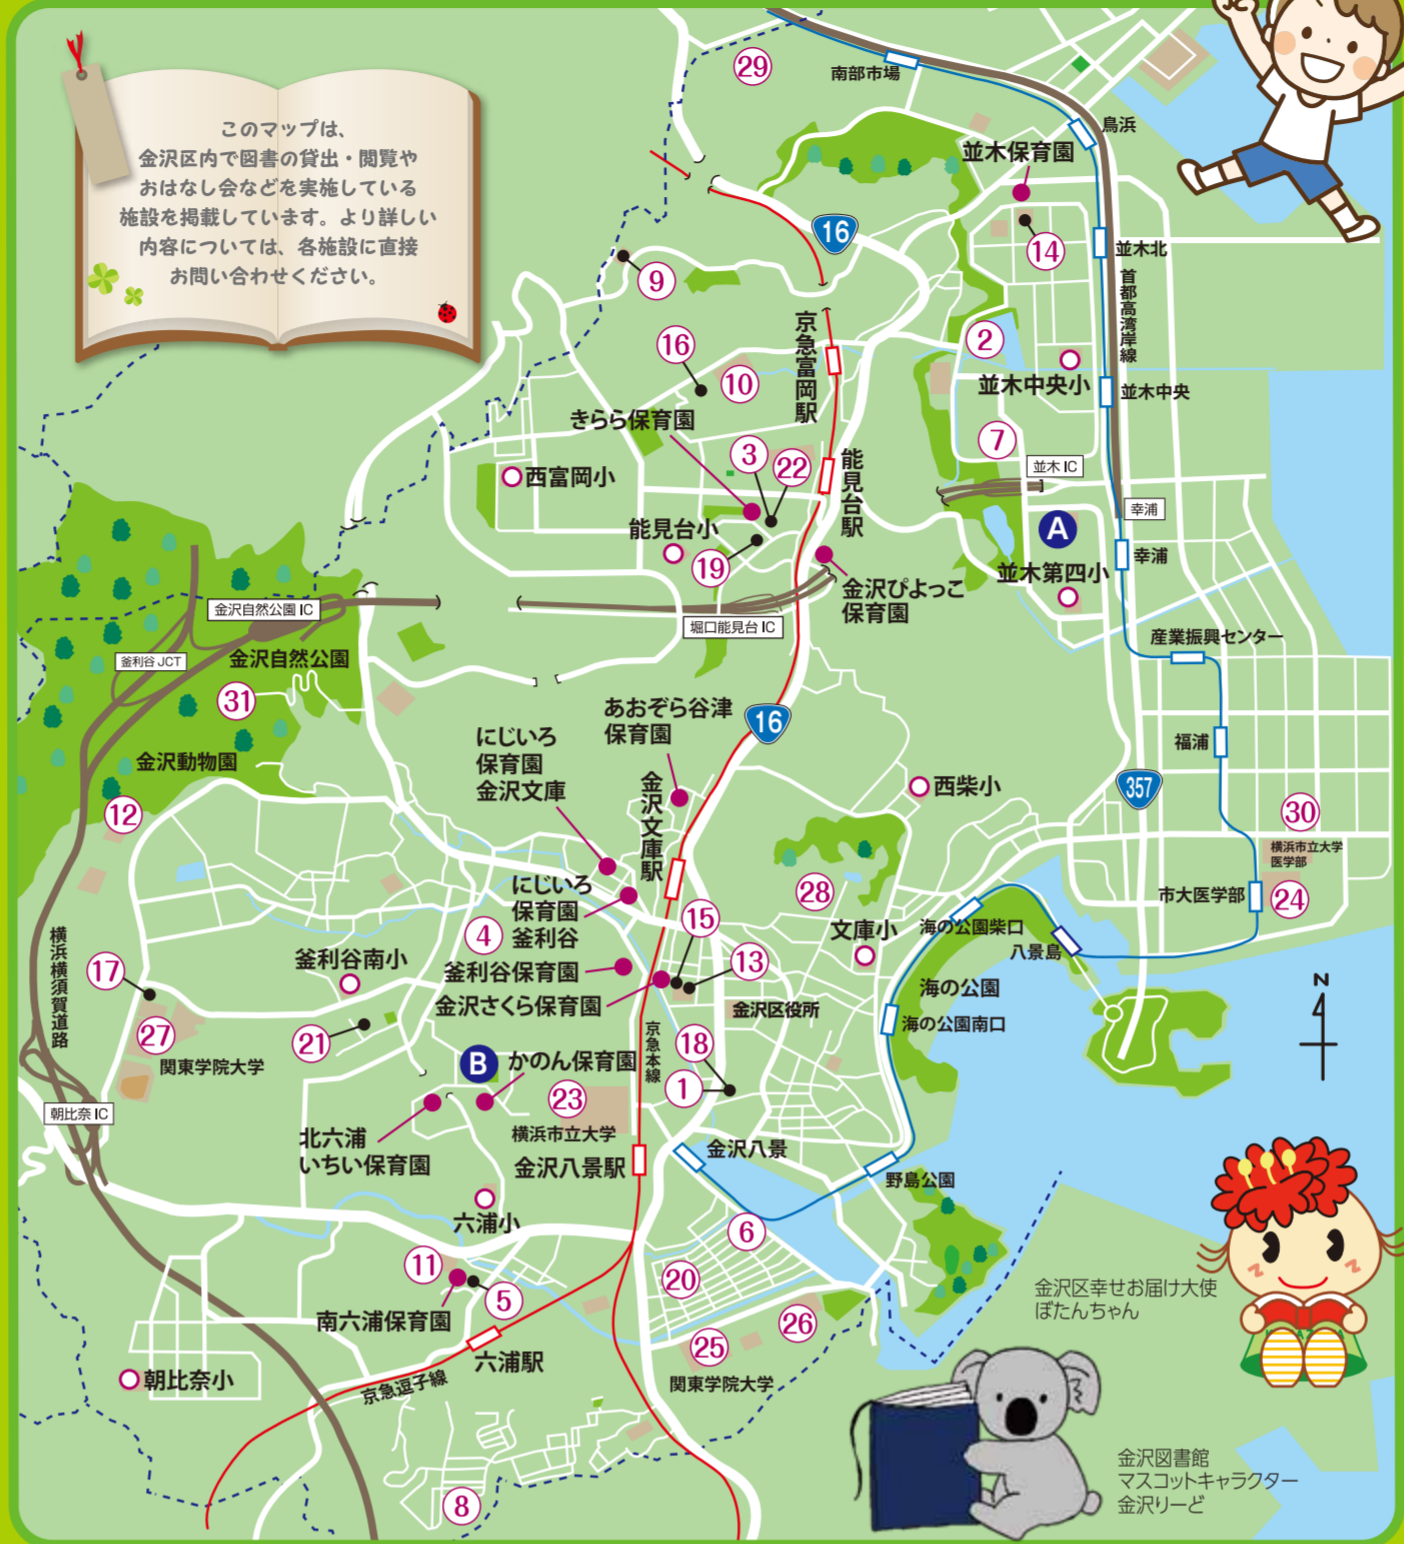 このマップは、
金沢区内で図書の貸出・閲覧や
おはなし会などを実施している
施設を掲載しています。より詳しい
内容については、各施設に直接
お問い合わせください。
29
南部市場
鳥浜
並木保育園
16
14
並木北
9
首都高湾岸線
京急富岡駅
2
16
10
並木中央小
並木中央
きらら保育園
7
3
22
能見台駅
並木 IC
西富岡小
幸浦
能見台小
A
19
幸浦
並木第四小
金沢ぴよっこ
保育園
金沢自然公園 IC
堀口能見台 IC
産業振興センター
釜利谷 JCT
金沢自然公園
31
あおぞら谷津
保育園
16
にじいろ
保育園
金沢文庫
福浦
金沢動物園
金沢文庫駅
西柴小
357
12
30
横浜市立大学
医学部
にじいろ
保育園
釜利谷
28
市大医学部
24
15
海の公園柴口
4
文庫小
八景島
横浜横須賀道路
釜利谷南小
13
17
釜利谷保育園
N
海の公園
金沢さくら保育園
金沢区役所
海の公園南口
27
21
京急本線
18
関東学院大学
B
かのん保育園
1
23
朝比奈 IC
横浜市立大学
北六浦
いちい保育園
金沢八景
金沢八景駅
野島公園
六浦小
6
11
20
5
金沢区幸せお届け大使
ぼたんちゃん
南六浦保育園
26
25
六浦駅
朝比奈小
京急逗子線
関東学院大学
金沢図書館
マスコットキャラクター
金沢りーど
8